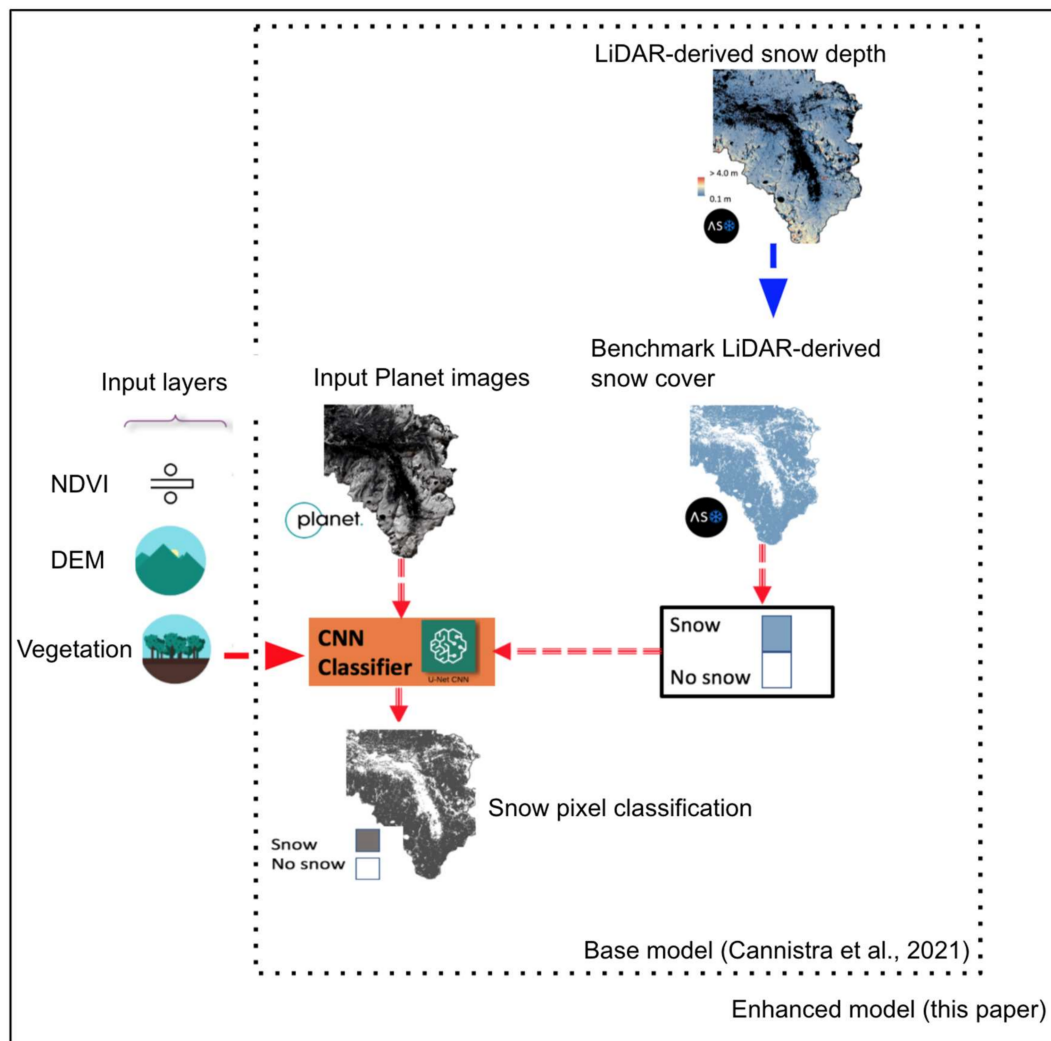 LiDAR-derived snow depth
> 4.0 m
0.1 m
ASO
Benchmark LiDAR-derived
snow cover
Input layers
Input Planet images
NDVI
planet.
ASO
DEM
Vegetation
CNN
Classifier
U-Net CNN
Snow
No snow
Snow pixel classification
Snow
No snow
Base model (Cannistra et al., 2021)
Enhanced model (this paper)